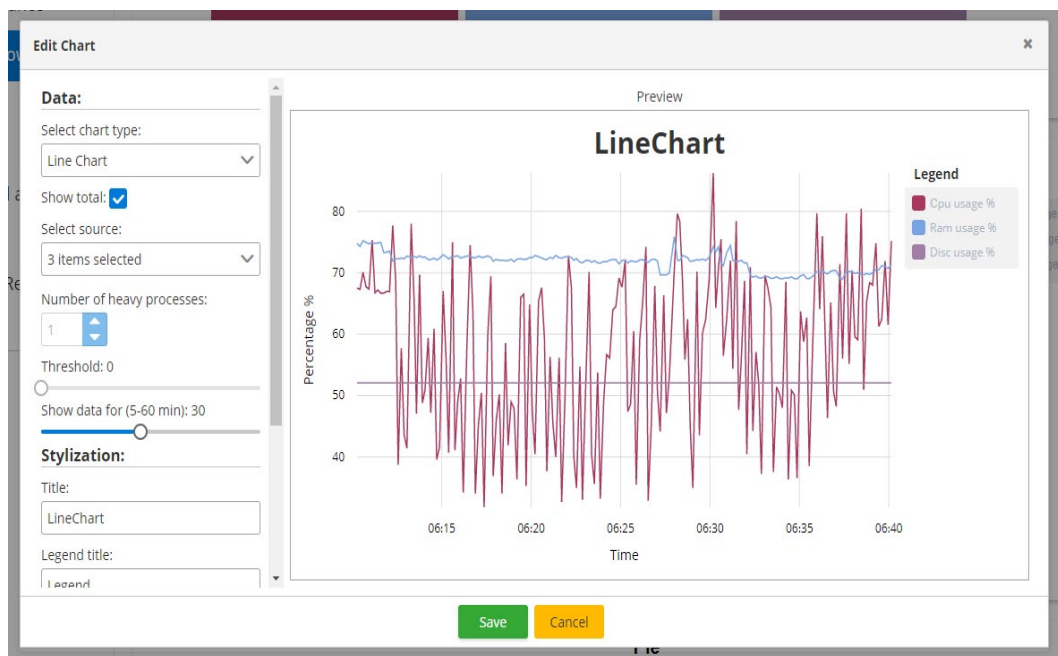 Edit Chart
×
Data:
Select chart type:
Line Chart
Show total:
Select source:
3 items selected
Number of heavy processes:
1
Threshold: 0
Show data for (5-60 min): 30
Stylization:
Title:
LineChart
Legend title:
Legend
Preview
LineChart
Legend
Cpu usage %
Ram usage %
Disc usage %
Percentage %
80
70
60
50
40
06:15 06:20 06:25 06:30 06:35 06:40
Time
Save Cancel